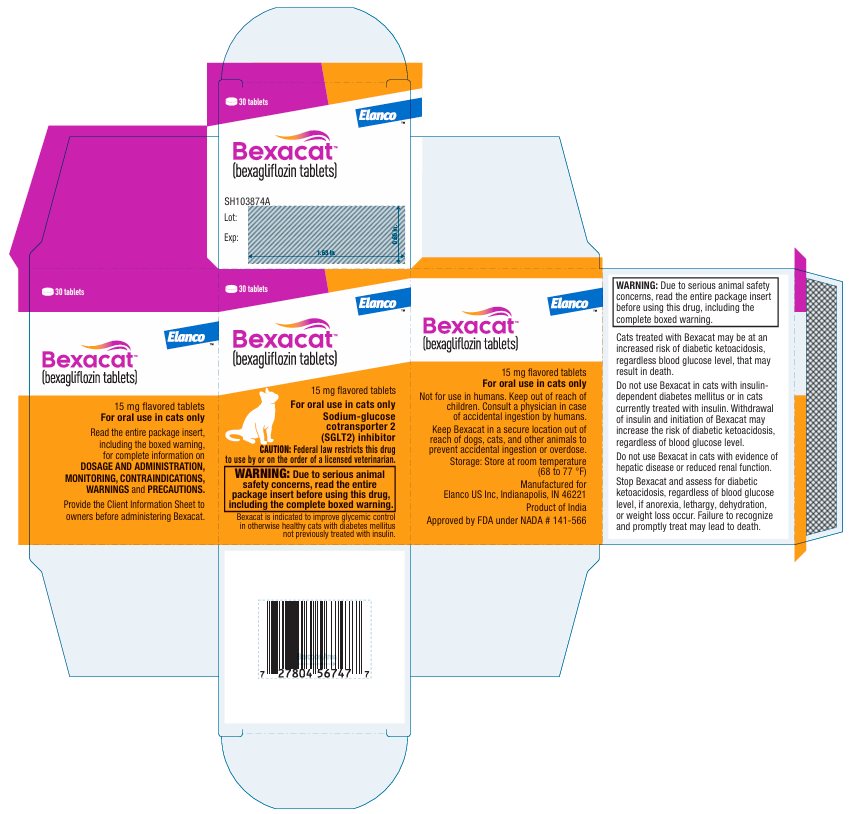 30 tablets
Elanco™
Bexacat™
(bexagliflozin tablets)
SH103874A
Lot:
Exp:
1.53 in
30 tablets
Elanco™
Bexacat™
(bexagliflozin tablets)
15 mg flavored tablets
For oral use in cats only
Read the entire package insert,
including the boxed warning,
for complete information on
DOSAGE AND ADMINISTRATION,
MONITORING, CONTRAINDICATIONS,
WARNINGS and PRECAUTIONS.
Provide the Client Information Sheet to
owners before administering Bexacat.
30 tablets
Elanco™
Bexacat™
(bexagliflozin tablets)
15 mg flavored tablets
For oral use in cats only
Sodium-glucose
cotransporter 2
(SGLT2) inhibitor
CAUTION: Federal law restricts this drug
to use by or on the order of a licensed veterinarian.
WARNING: Due to serious animal
safety concerns, read the entire
package insert before using this drug,
including the complete boxed warning.
Bexacat is indicated to improve glycemic control
in otherwise healthy cats with diabetes mellitus
not previously treated with insulin.
Elanco™
Bexacat™
(bexagliflozin tablets)
15 mg flavored tablets
For oral use in cats only
Not for use in humans. Keep out of reach of
children. Consult a physician in case
of accidental ingestion by humans.
Keep Bexacat in a secure location out of
reach of dogs, cats, and other animals to
prevent accidental ingestion or overdose.
Storage: Store at room temperature
(68 to 77 °F)
Manufactured for
Elanco US Inc, Indianapolis, IN 46221
Product of India
Approved by FDA under NADA # 141-566
WARNING: Due to serious animal safety
concerns, read the entire package insert
before using this drug, including the
complete boxed warning.
Cats treated with Bexacat may be at an
increased risk of diabetic ketoacidosis,
regardless blood glucose level, that may
result in death.
Do not use Bexacat in cats with insulin-
dependent diabetes mellitus or in cats
currently treated with insulin. Withdrawal
of insulin and initiation of Bexacat may
increase the risk of diabetic ketoacidosis,
regardless of blood glucose level.
Do not use Bexacat in cats with evidence of
hepatic disease or reduced renal function.
Stop Bexacat and assess for diabetic
ketoacidosis, regardless of blood glucose
level, if anorexia, lethargy, dehydration,
or weight loss occur. Failure to recognize
and promptly treat may lead to death.
7 27804 56747 7